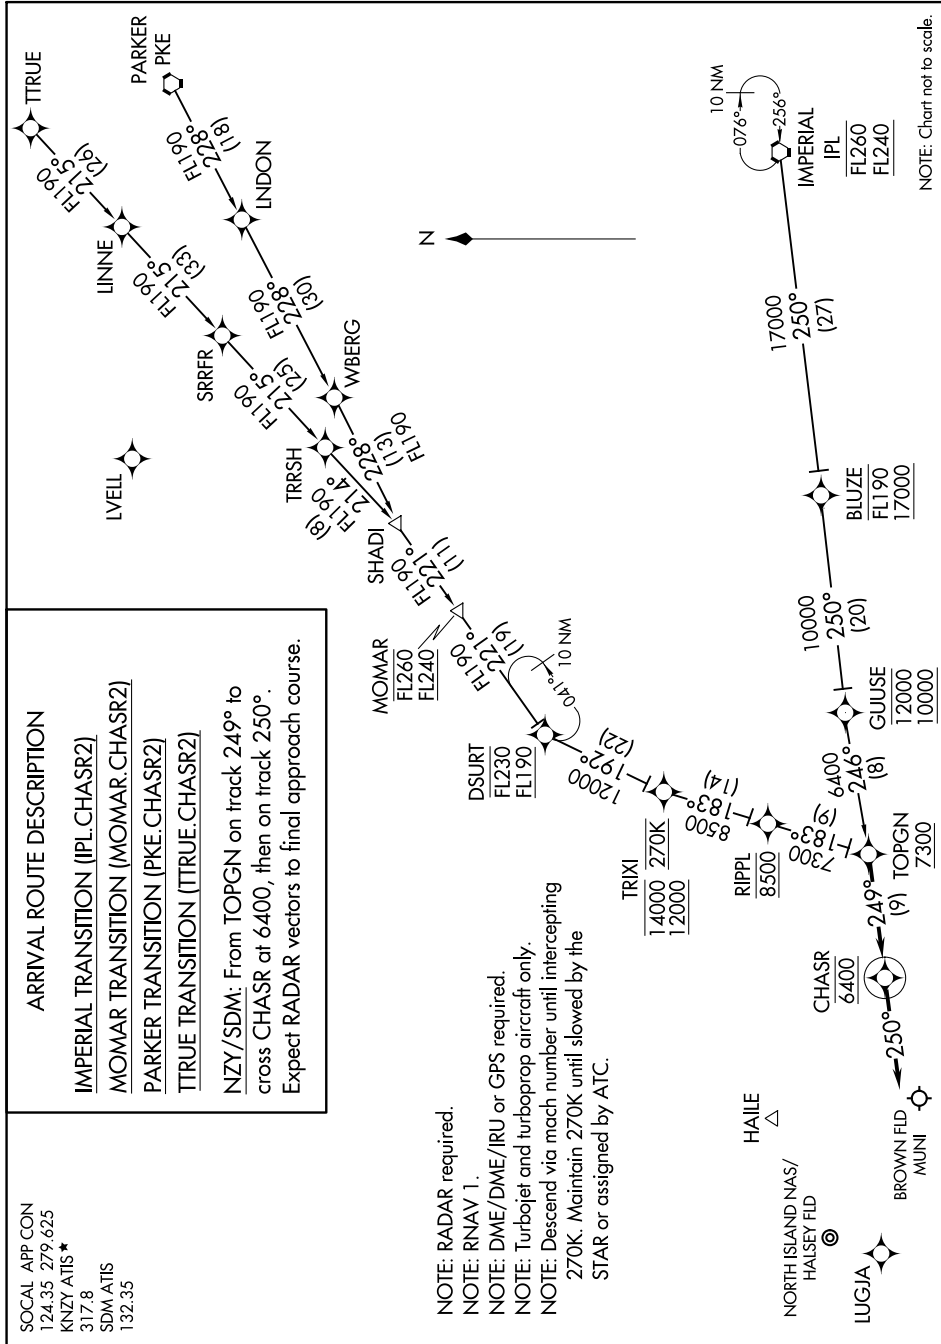 SOCAL APP CON
124.35 279.625
KNZY ATIS★
317.8
SDM ATIS
132.35
ARRIVAL ROUTE DESCRIPTION
IMPERIAL TRANSITION (IPL.CHASR2)
MOMAR TRANSITION (MOMAR.CHASR2)
PARKER TRANSITION (PKE.CHASR2)
TTRUE TRANSITION (TTRUE.CHASR2)
NZY/SDM: From TOPGN on track 249° to
cross CHASR at 6400, then on track 250°.
Expect RADAR vectors to final approach course.
NOTE: RADAR required.
NOTE: RNAV 1.
NOTE: DME/DME/IRU or GPS required.
NOTE: Turbojet and turboprop aircraft only.
NOTE: Descend via mach number until intercepting
270K. Maintain 270K until slowed by the
STAR or assigned by ATC.
TTRUE
FL190
215°
(26)
LINNE
FL190
215°
(33)
SRRFR
FL190
215°
(25)
TRRSH
FL190
214°
(8)
PARKER
PKE
FL190
228°
(18)
LNDON
FL190
228°
(30)
WBERG
228°
(13)
FL190
LVELL
SHADI
FL190
221°
(11)
MOMAR
FL260
FL240
FL190
221°
(19)
10 NM
041°
DSURT
FL230
FL190
12000
192°
(22)
TRIXI
14000 270K
12000
8500
183°
(14)
RIPPL
8500
7300
183°
(9)
N
10 NM
076°
256°
IMPERIAL
IPL
FL260
FL240
17000
250°
(27)
BLUZE
FL190
17000
10000
250°
(20)
GUUSE
12000
10000
6400
246°
(8)
TOPGN
7300
249°
(9)
CHASR
6400
250°
HAILE
BROWN FLD
MUNI
NORTH ISLAND NAS/
HALSEY FLD
LUGJA
NOTE: Chart not to scale.